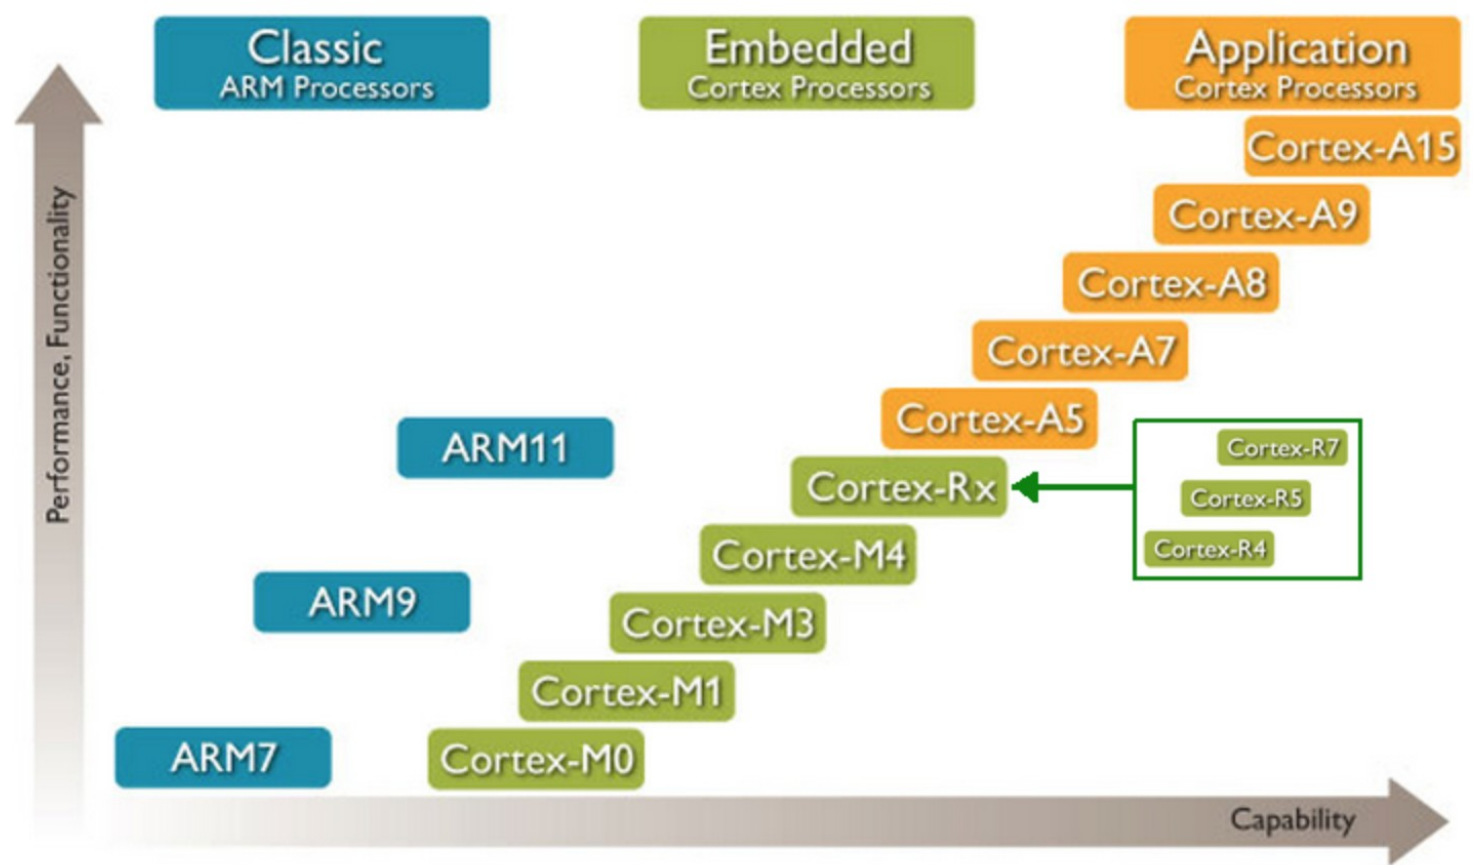 Classic
ARM Processors
Embedded
Cortex Processors
Application
Cortex Processors
Cortex-A15
Cortex-A9
Cortex-A8
Cortex-A7
Cortex-A5
ARM11
Cortex-R7
Cortex-Rx
Cortex-R5
Cortex-R4
Cortex-M4
ARM9
Cortex-M3
Cortex-M1
ARM7
Cortex-M0
Performance, Functionality
Capability